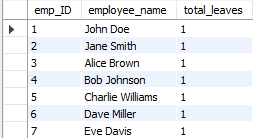 emp_ID employee_name total_leaves
1 John Doe 1
2 Jane Smith 1
3 Alice Brown 1
4 Bob Johnson 1
5 Charlie Williams 1
6 Dave Miller 1
7 Eve Davis 1